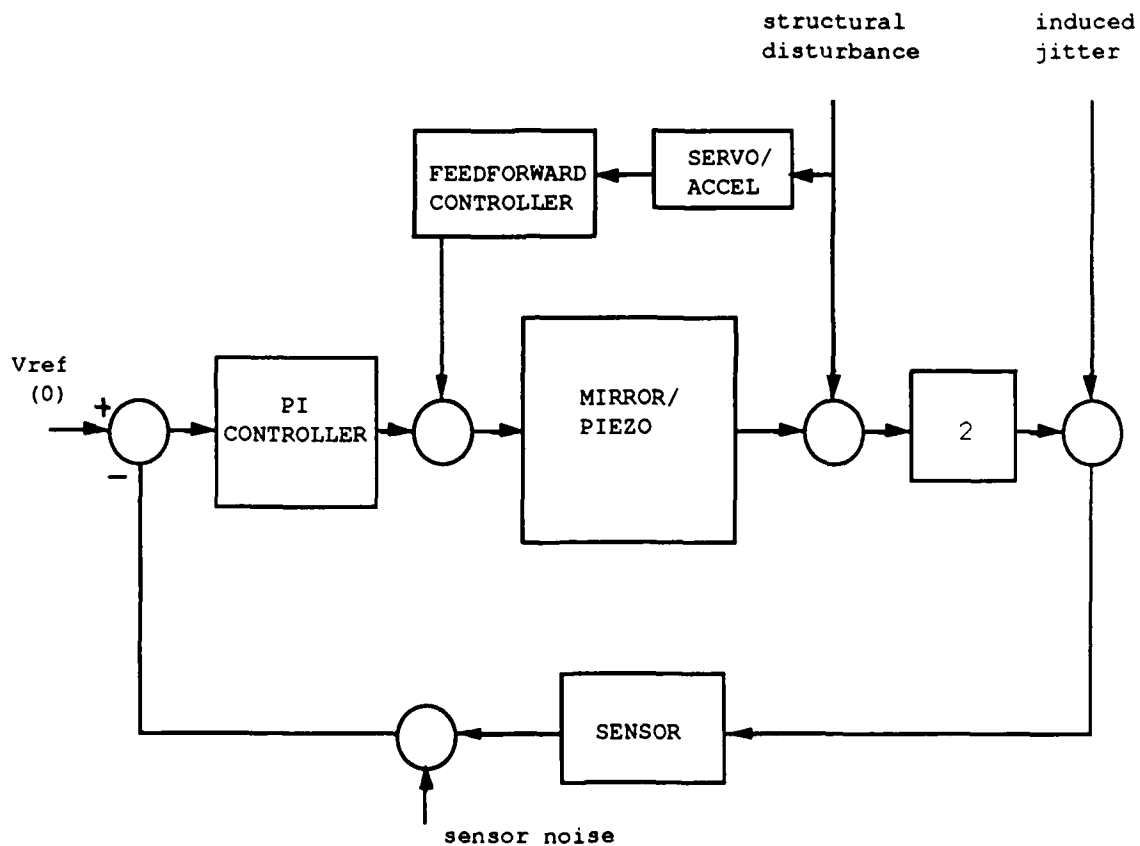 structural
disturbance
induced
jitter
FEEDFORWARD
CONTROLLER
SERVO/
ACCEL
Vref
(0)
+
−
PI
CONTROLLER
MIRROR/
PIEZO
2
SENSOR
sensor noise